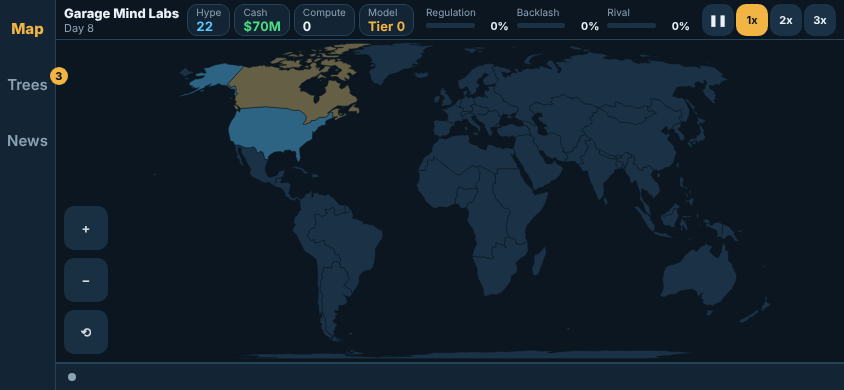 Map
Trees
3
News
Garage Mind Labs
Day 8
Hype
22
Cash
$70M
Compute
0
Model
Tier 0
Regulation
0%
Backlash
0%
Rival
0%
1x
2x
3x
+
−